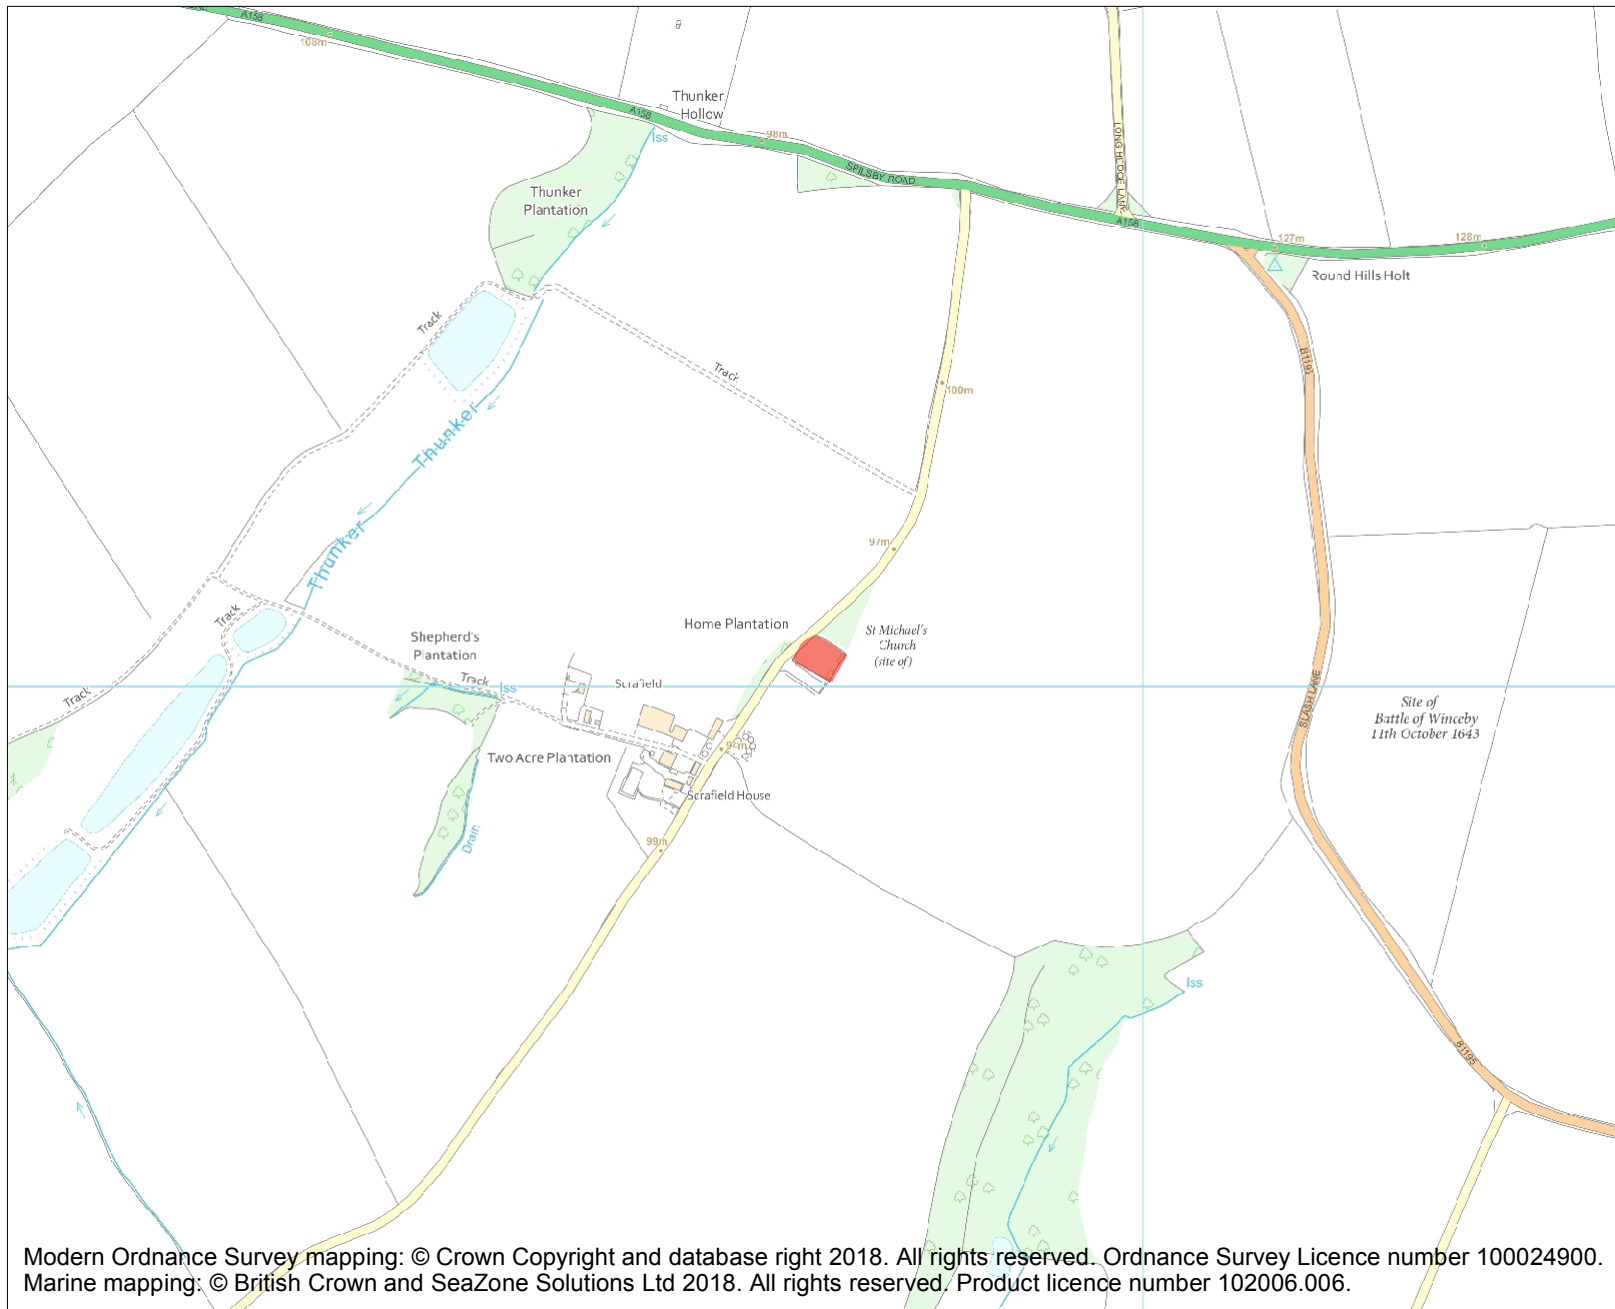 A158
108m
Thunker
Hollow
A158
Iss
98m
SPILSBY ROAD
LONG HEDGE LANE
A158
127m
128m
Round Hills Holt
Thunker
Plantation
Track
Track
B1195
100m
Thunker
97m
Thunker
Track
Home Plantation
St Michael's
Church
(site of)
Shepherd's
Plantation
Track
Iss
Scrafield
Track
SLASH LANE
Site of
Battle of Winceby
11th October 1643
94m
Two Acre Plantation
Scrafield House
Drain
99m
Iss
B1195
Modern Ordnance Survey mapping: © Crown Copyright and database right 2018. All rights reserved. Ordnance Survey Licence number 100024900.
Marine mapping: © British Crown and SeaZone Solutions Ltd 2018. All rights reserved. Product licence number 102006.006.